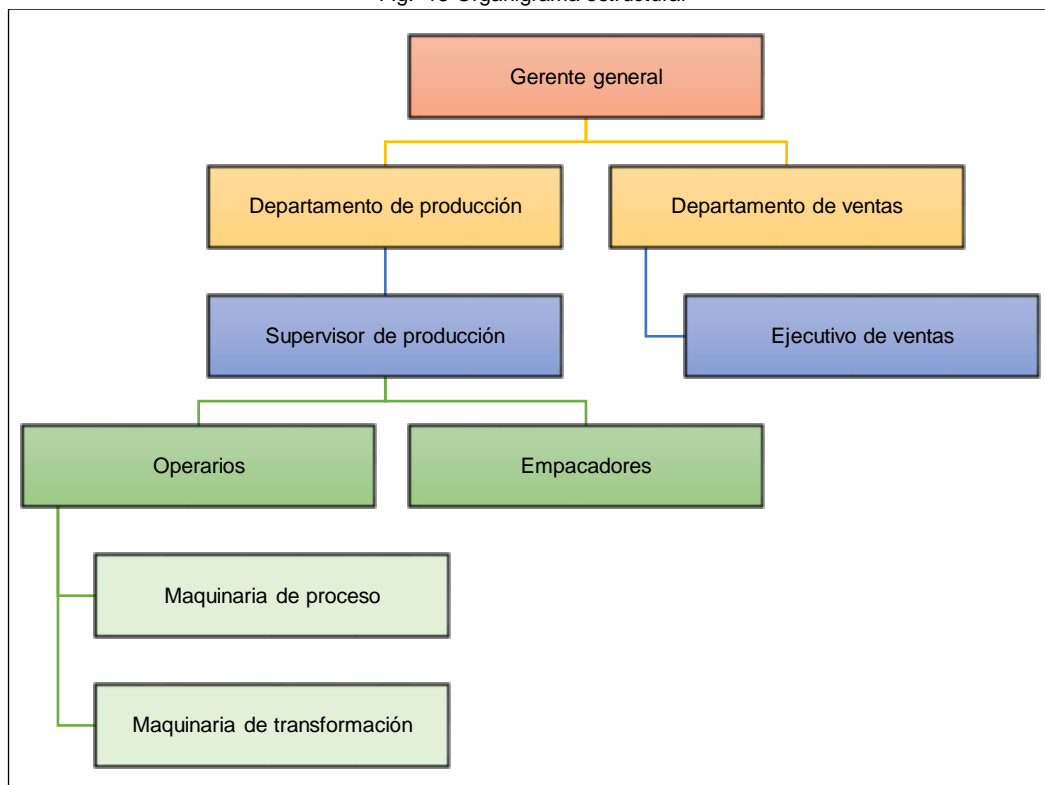 Gerente general
Departamento de producción
Departamento de ventas
Supervisor de producción
Ejecutivo de ventas
Operarios
Empacadores
Maquinaria de proceso
Maquinaria de transformación